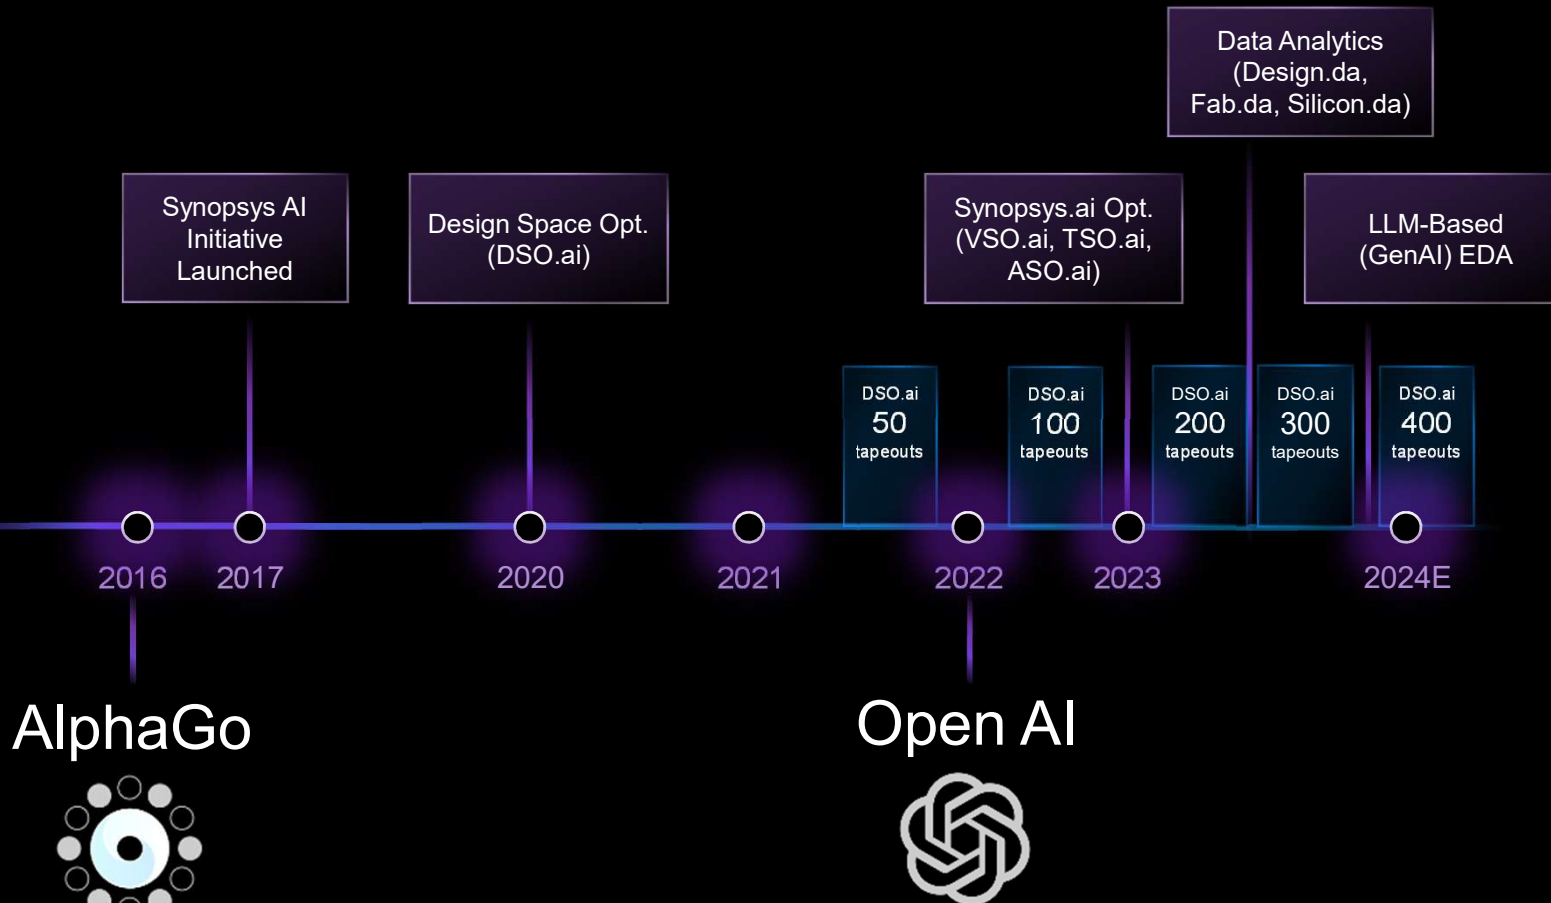 Data Analytics
(Design.da,
Fab.da, Silicon.da)
Synopsys AI
Initiative
Launched
Design Space Opt.
(DSO.ai)
Synopsys.ai Opt.
(VSO.ai, TSO.ai,
ASO.ai)
LLM-Based
(GenAI) EDA
DSO.ai
50
tapeouts
DSO.ai
100
tapeouts
DSO.ai
200
tapeouts
DSO.ai
300
tapeouts
DSO.ai
400
tapeouts
2016
2017
2020
2021
2022
2023
2024E
AlphaGo
Open AI